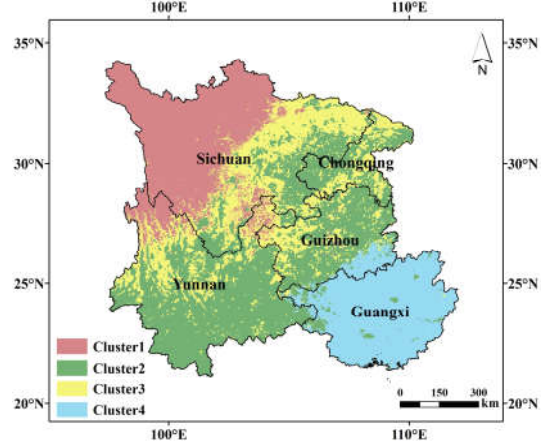 100°E 110°E
35°N 35°N
N
30°N 30°N
25°N 25°N
20°N 20°N
Sichuan
Chongqing
Guizhou
Yunnan
Guangxi
Cluster1
Cluster2
Cluster3
Cluster4
0 150 300
km
100°E 110°E